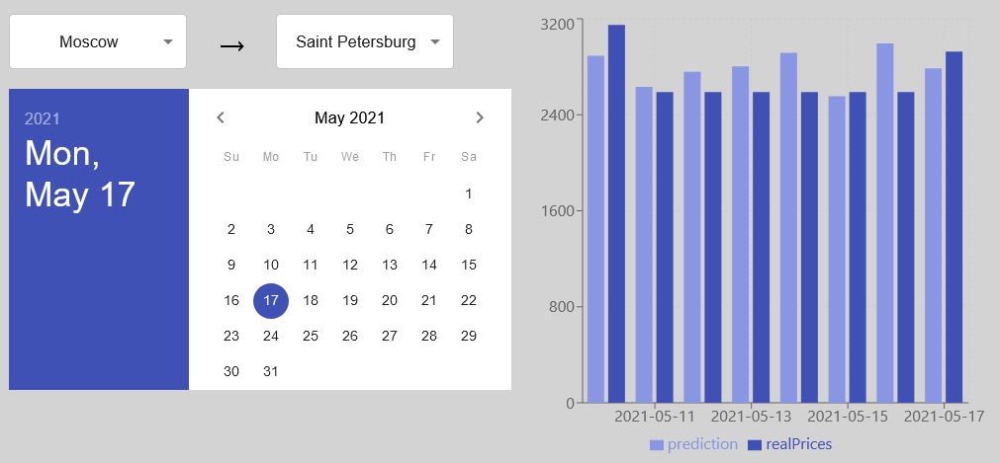 Moscow → Saint Petersburg
2021
Mon,
May 17
May 2021
Su Mo Tu We Th Fr Sa
1
2 3 4 5 6 7 8
9 10 11 12 13 14 15
16 17 18 19 20 21 22
23 24 25 26 27 28 29
30 31
3200
2400
1600
800
0
2021-05-11 2021-05-13 2021-05-15 2021-05-17
prediction realPrices